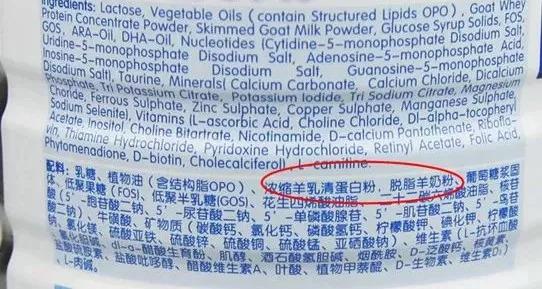 Ingredients: Lactose, Vegetable Oils (contain Structured Lipids OPO), Goat Whey
Protein Concentrate Powder, Skimmed Goat Milk Powder, Glucose Syrup Solids, FOS,
GOS, ARA-Oil, DHA-Oil, Nucleotides (Cytidine-5-monophosphate Disodium Salt,
Uridine-5-monophosphate Disodium Salt, Adenosine-5-monophosphate Acid,
Inosine-5-monophosphate Disodium Salt, Guanosine-5-monophosphate
Disodium Salt), Taurine, Minerals( Calcium Carbonate, Calcium Chloride, Dicalcium
Phosphate, Tri Potassium Citrate, Potassium Iodide, Tri Sodium Citrate, Magnesium
Chloride, Ferrous Sulphate, Zinc Sulphate, Copper Sulphate, Manganese Sulphate,
Sodium Selenite), Vitamins (L-ascorbic Acid, Choline Chloride, Dl-alpha-tocopheryl
Acetate, Inositol, Choline Bitartrate, Nicotinamide, D-calcium Pantothenate, Ribofla-
vin, Thiamine Hydrochloride, Pyridoxine Hydrochloride, Retinyl Acetate, Folic Acid,
Phytomenadione, D-biotin, Cholecalciferol), L-carnitine.
配料：乳糖、植物油（含结构脂OPO）、浓缩羊乳清蛋白粉、脱脂羊奶粉、葡萄糖浆固
体、低聚果糖 (FOS)、低聚半乳糖(GOS)、花生四烯酸油脂、二十二碳六烯酸油脂、核苷
酸（5'-胞苷酸二钠、5'-尿苷酸二钠、5'-单磷酸腺苷、5'-肌苷酸二钠、5'-鸟苷
酸二钠）、牛磺酸、矿物质（碳酸钙、氯化钙、磷酸氢钙、柠檬酸钾、碘化钾、柠檬酸
钠、氯化镁、硫酸亚铁、硫酸锌、硫酸铜、硫酸锰、亚硒酸钠）、维生素（L-抗坏血酸
、氯化胆碱、dl-α-醋酸生育酚、肌醇、酒石酸氢胆碱、烟酰胺、D-泛酸钙、核黄素、
盐酸硫胺素、盐酸吡哆醇、醋酸维生素A、叶酸、植物甲萘醌、D-生物素、维生素D₃）
、L-肉碱。